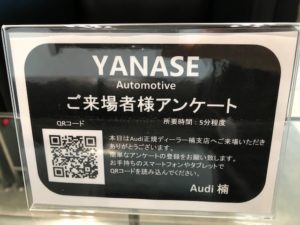 YANASE
Automotive
ご来場者様アンケート
QRコード
所要時間：5分程度
本日はAudi正規ディーラー楠支店へご来場いただき
ありがとうございます。
簡単なアンケートの登録をお願い致します。
お手持ちのスマートフォンやタブレットで
QRコードを読み込んでください。
Audi 楠